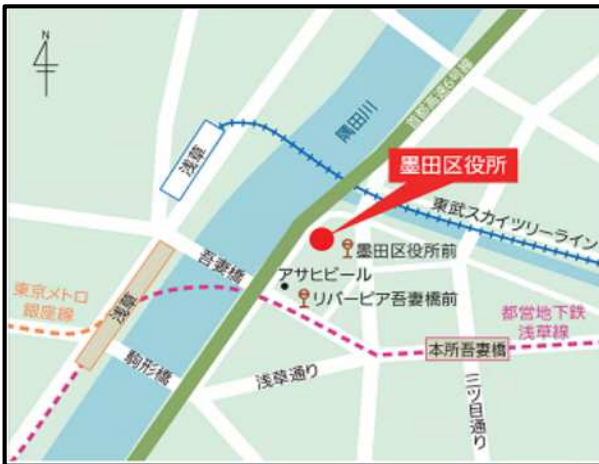 N
首都高速6号線
隅田川
浅草
墨田区役所
東武スカイツリーライン
墨田区役所前
吾妻橋
アサヒビール
リバーピア吾妻橋前
東京メトロ
銀座線
浅草
都営地下鉄
浅草線
本所吾妻橋
駒形橋
浅草通り
三ツ目通り